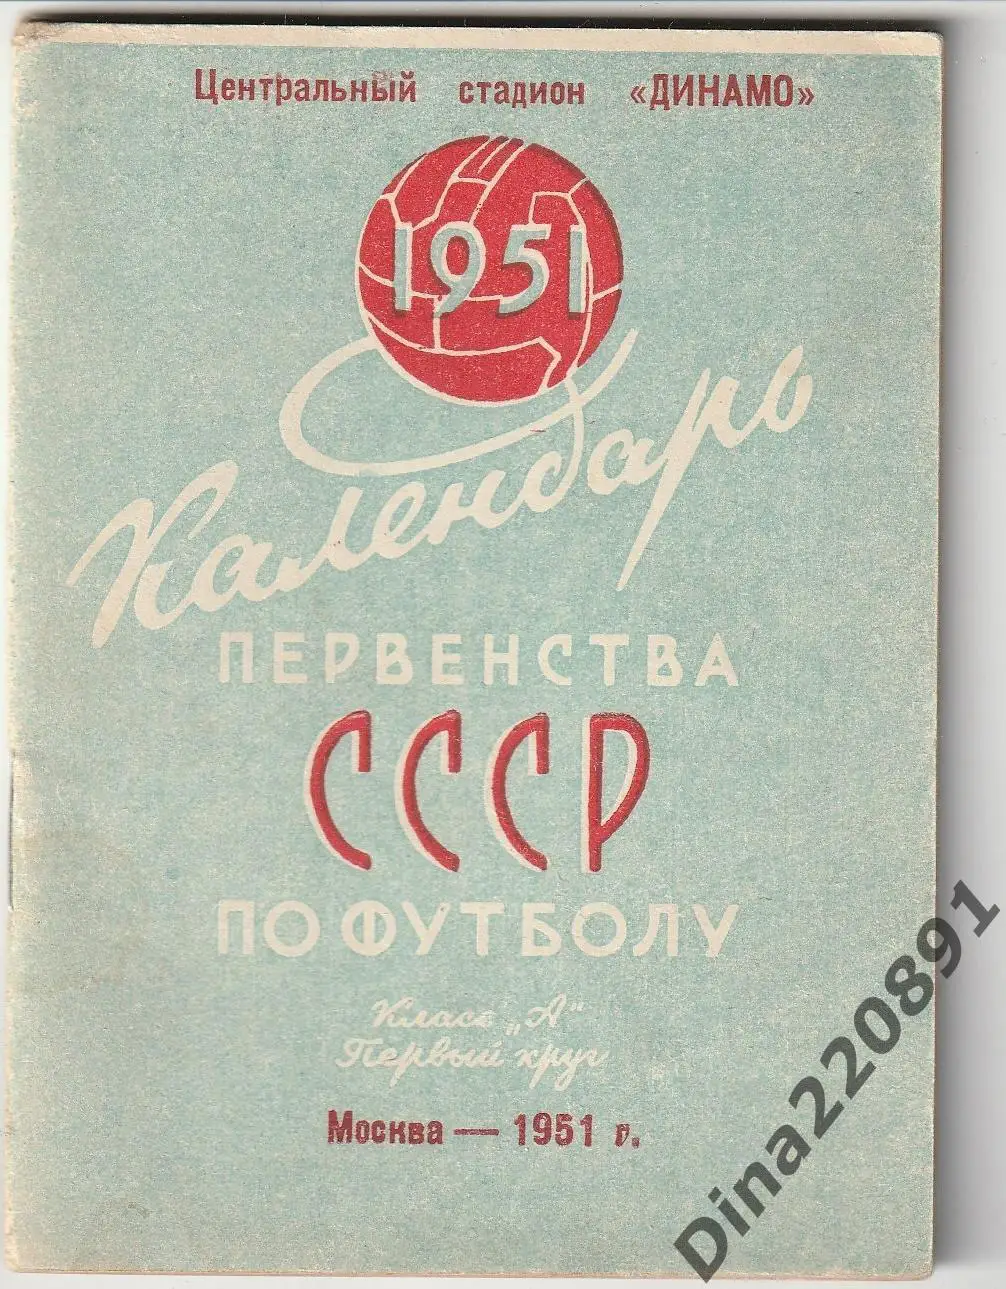 Центральный стадион «ДИНАМО»
1951
Календарь
ПЕРВЕНСТВА
СССР
ПО ФУТБОЛУ
Класс „А"
Первый круг
Москва — 1951 г.
Dina220891